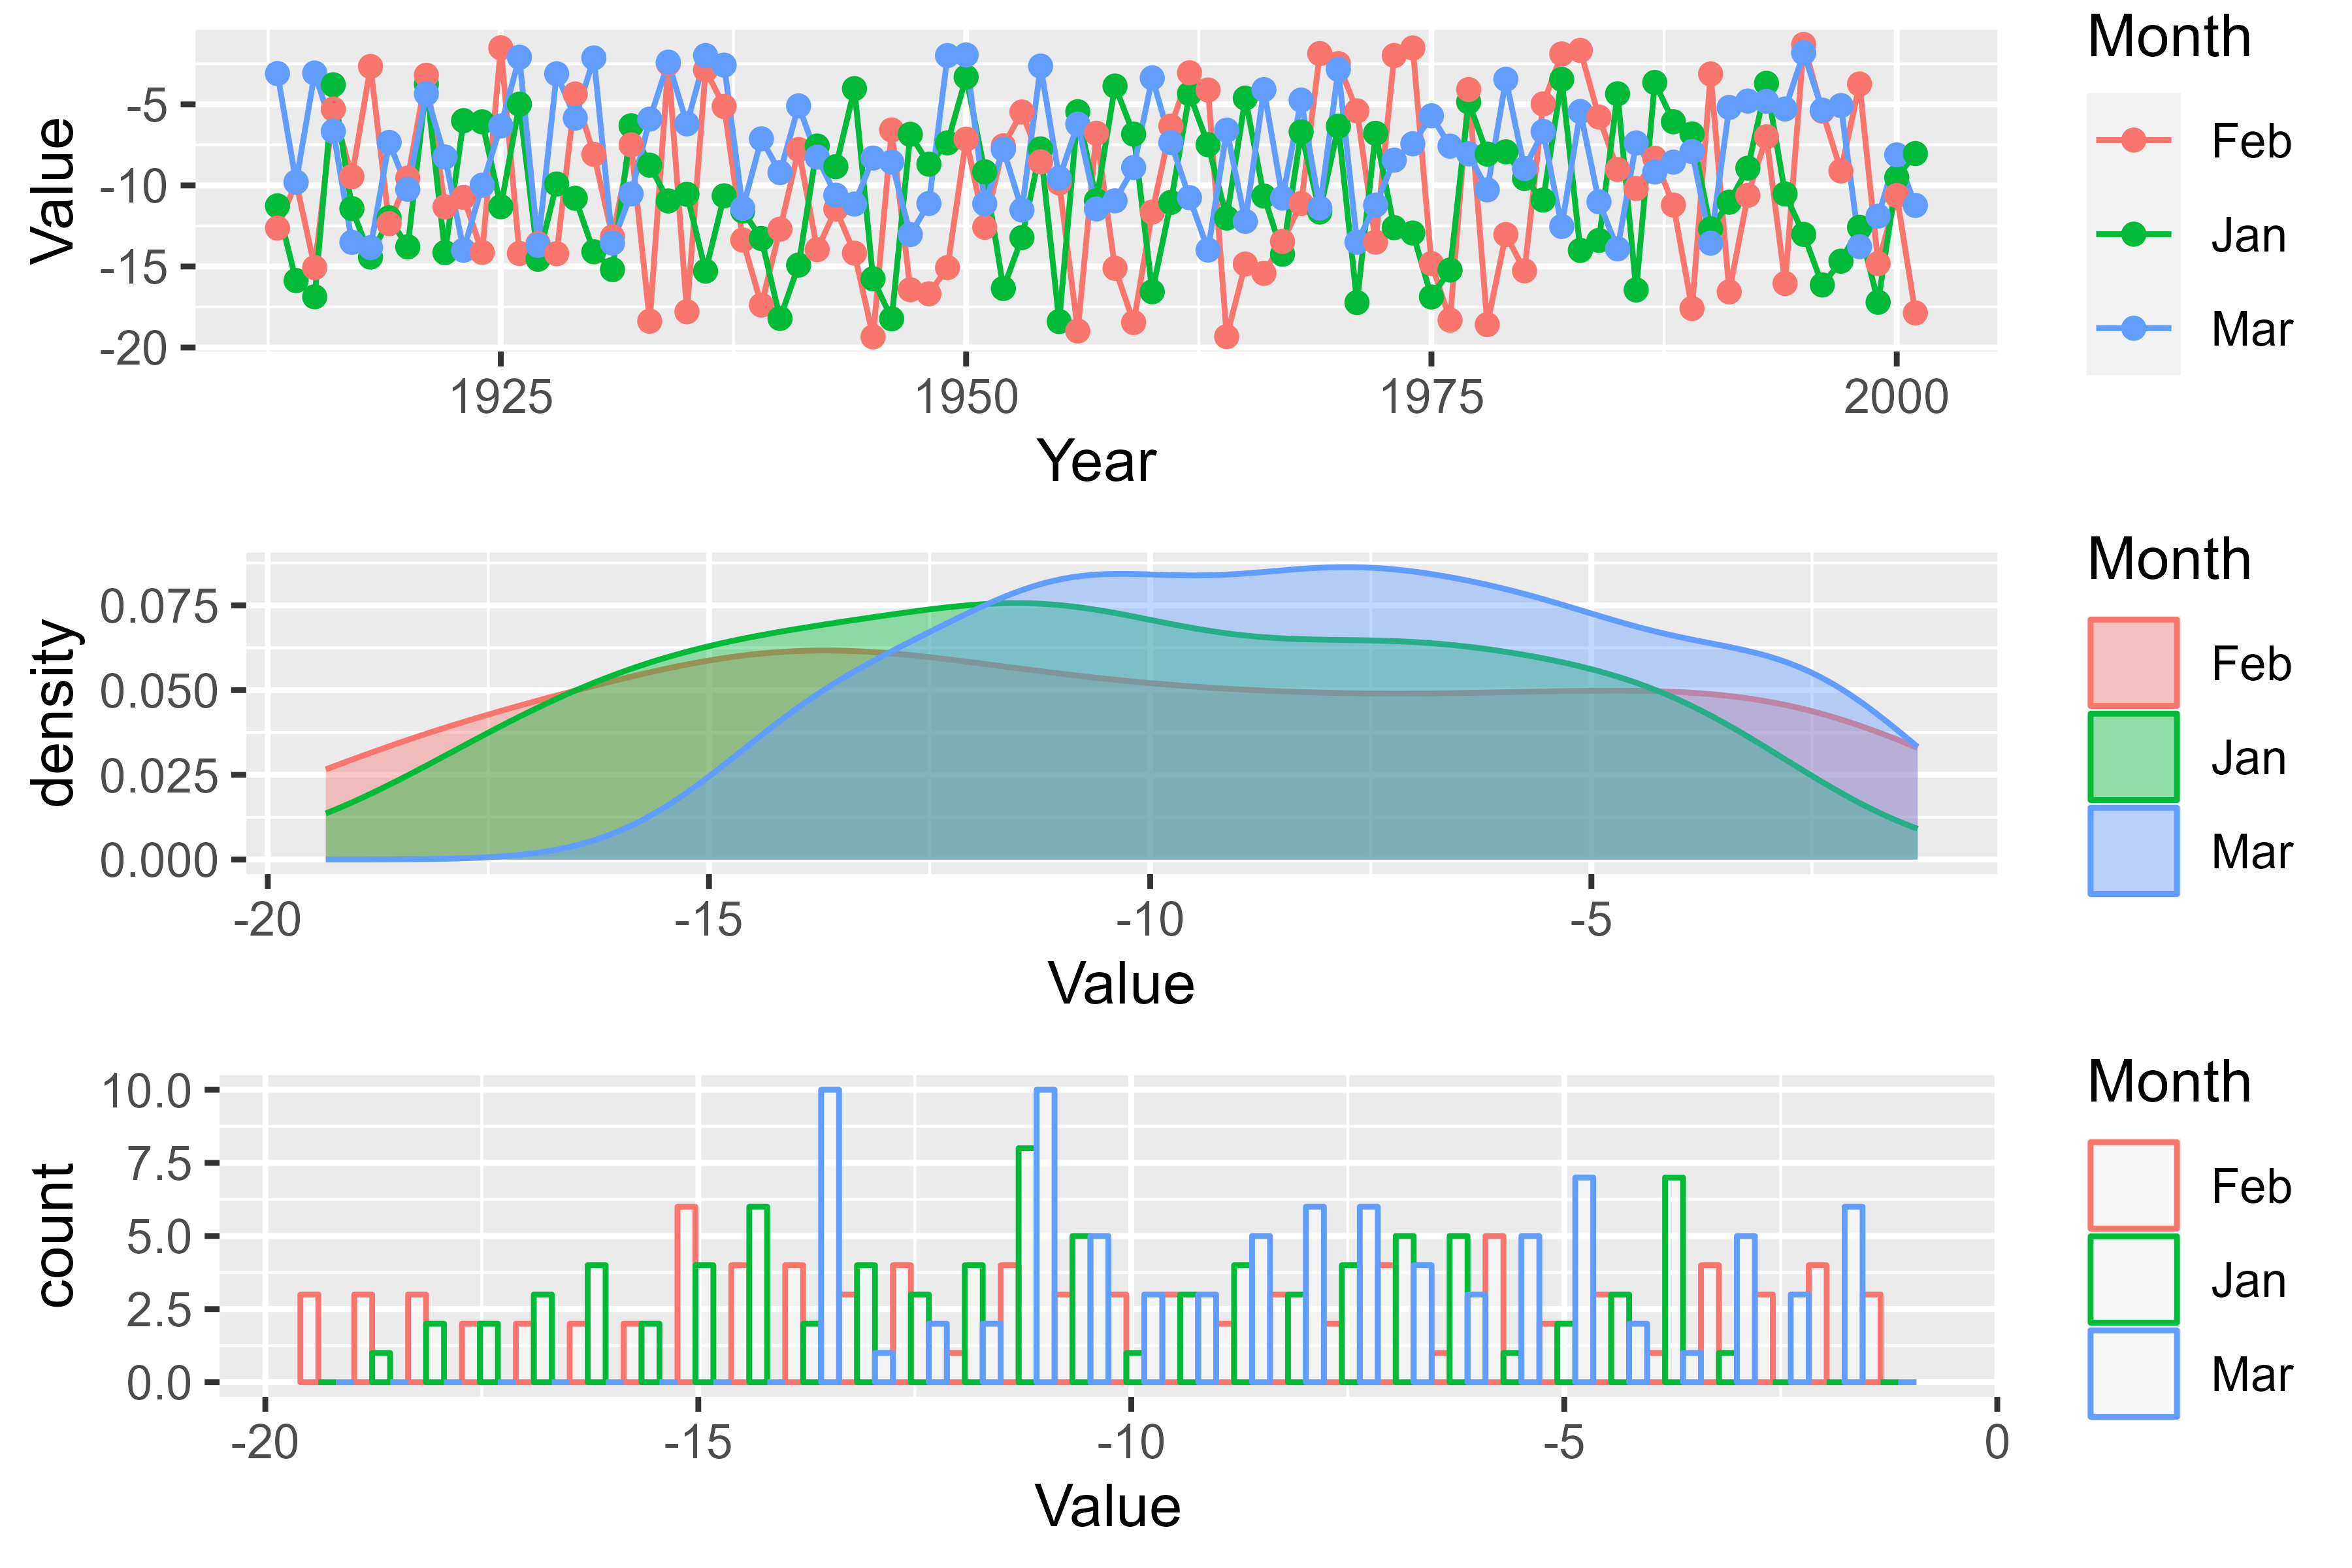 Month
Feb
Jan
Mar
Value
-5
-10
-15
-20
1925 1950 1975 2000
Year
Month
Feb
Jan
Mar
density
0.075
0.050
0.025
0.000
-20 -15 -10 -5
Value
Month
Feb
Jan
Mar
count
10.0
7.5
5.0
2.5
0.0
-20 -15 -10 -5 0
Value